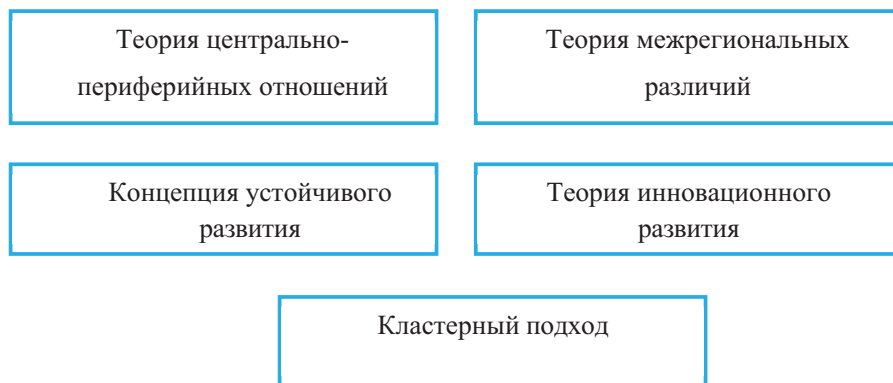 Теория центрально-
периферийных отношений
Теория межрегиональных
различий
Концепция устойчивого
развития
Теория инновационного
развития
Кластерный подход